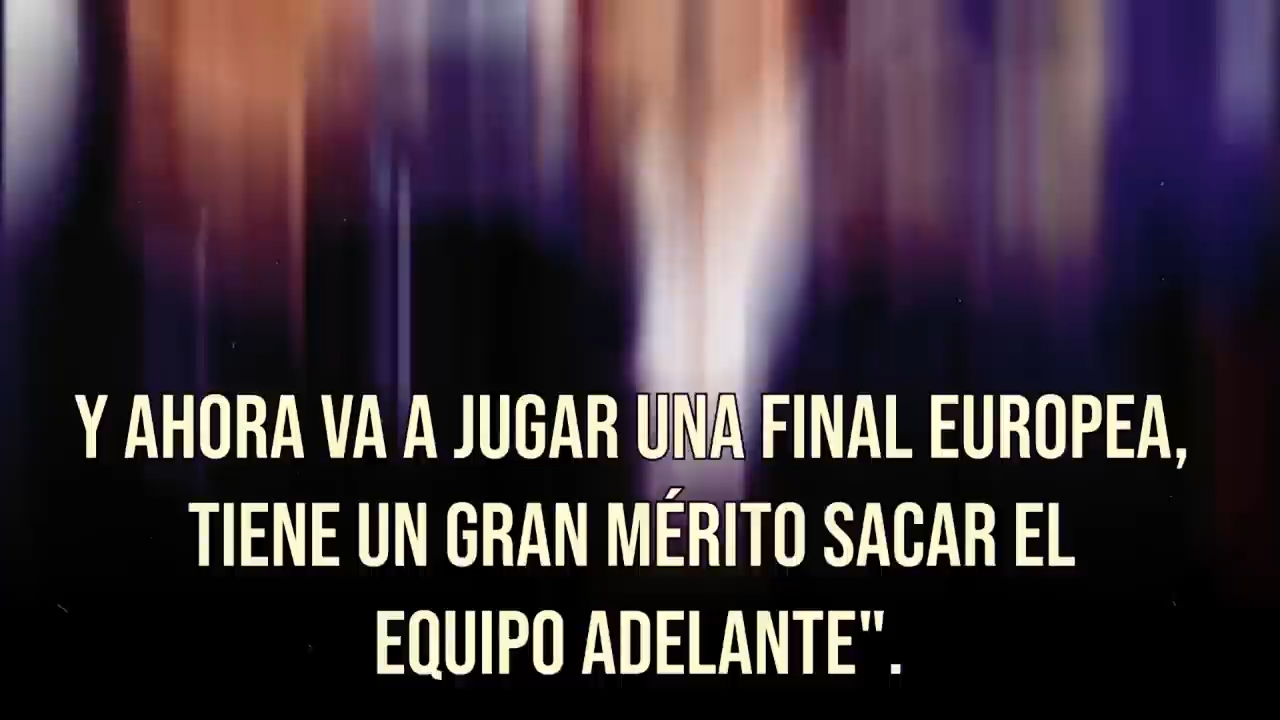 Y AHORA VA A JUGAR UNA FINAL EUROPEA,
TIENE UN GRAN MÉRITO SACAR EL
EQUIPO ADELANTE".